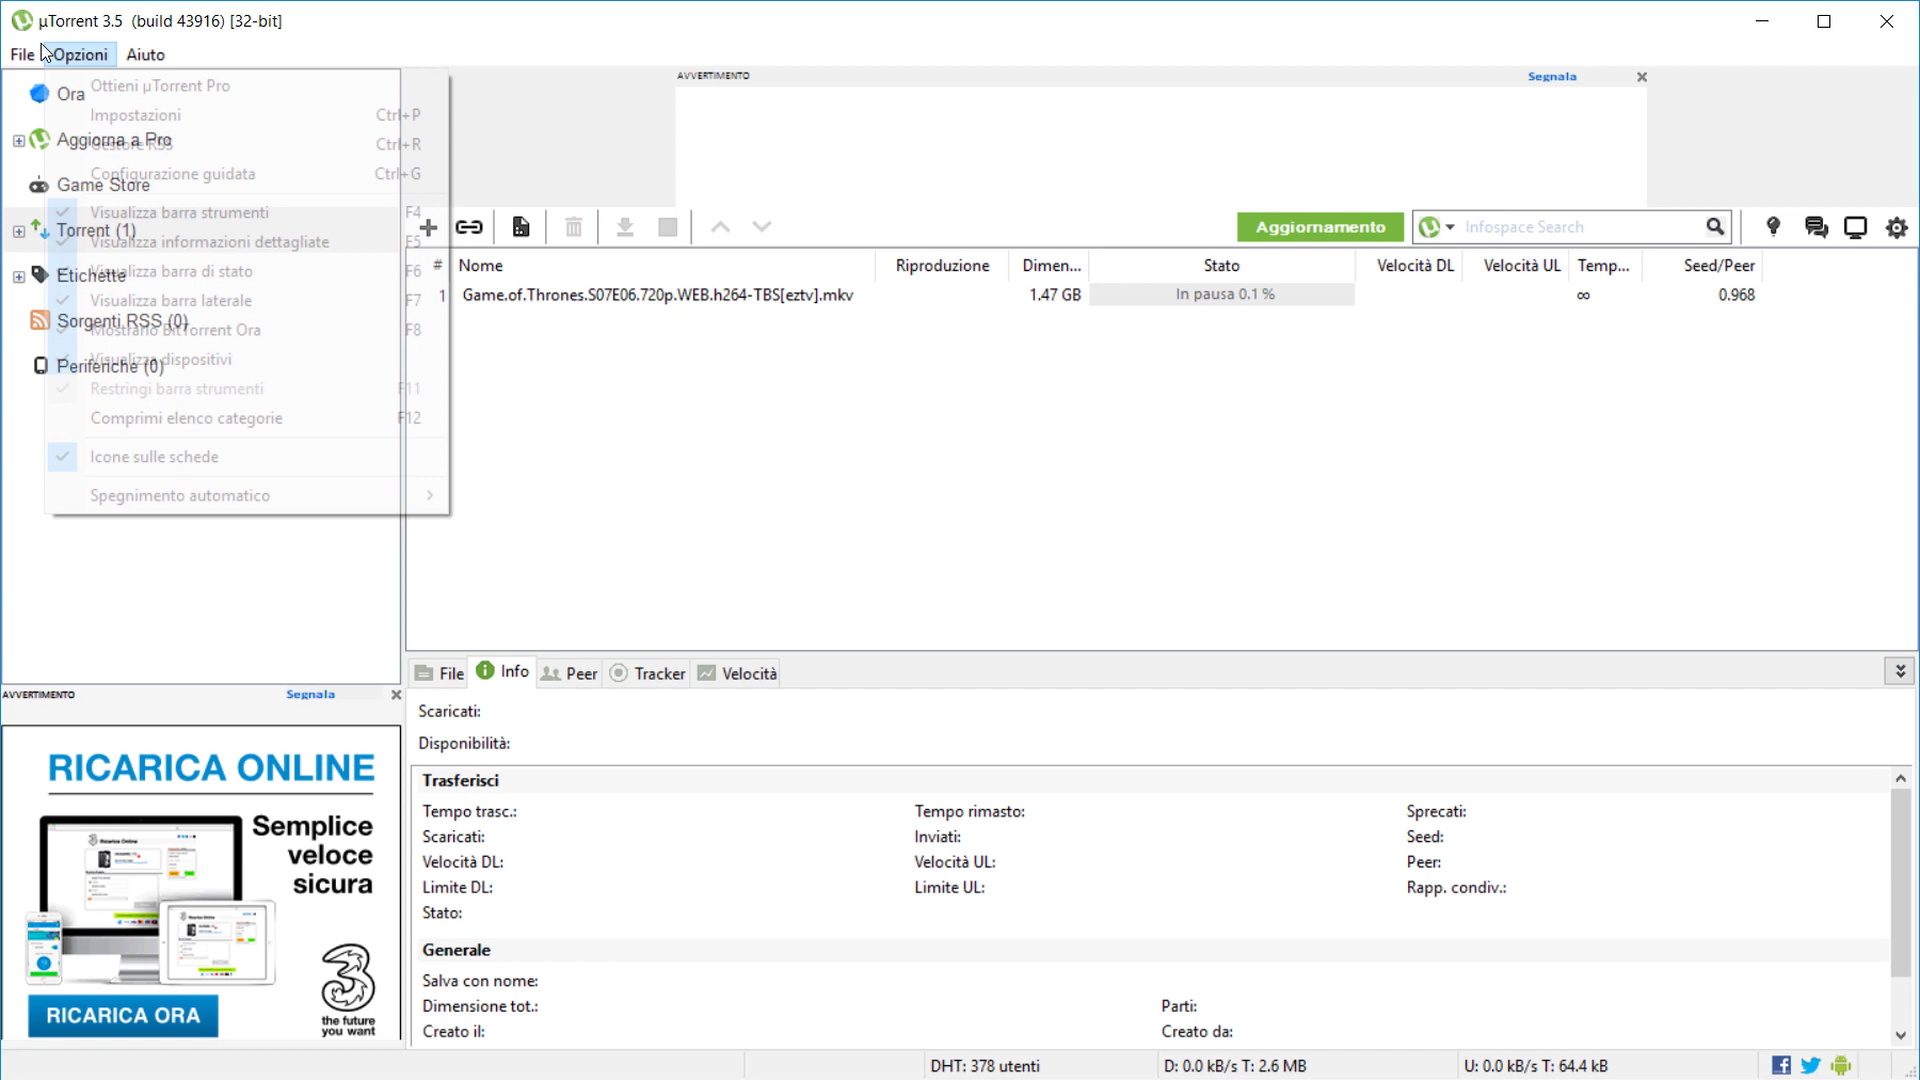 µTorrent 3.5 (build 43916) [32-bit]
File Opzioni Aiuto
Ottieni µTorrent Pro
Impostazioni Ctrl+P
Gestore RSS Ctrl+R
Configurazione guidata Ctrl+G
Visualizza barra strumenti F4
Visualizza informazioni dettagliate F5
Visualizza barra di stato F6
Visualizza barra laterale F7
Mostrano BitTorrent Ora F8
Visualizza dispositivi
Restringi barra strumenti F11
Comprimi elenco categorie F12
Icone sulle schede
Spegnimento automatico
Ora
Aggiorna a Pro
Game Store
Torrent (1)
Etichette
Sorgenti RSS (0)
Periferiche (0)
AVVERTIMENTO Segnala
Aggiornamento Infospace Search
# Nome Riproduzione Dimen... Stato Velocità DL Velocità UL Temp... Seed/Peer
1 Game.of.Thrones.S07E06.720p.WEB.h264-TBS[eztv].mkv 1.47 GB In pausa 0.1 % ∞ 0.968
AVVERTIMENTO Segnala
RICARICA ONLINE
Semplice
veloce
sicura
RICARICA ORA
3
the future
you want
File Info Peer Tracker Velocità
Scaricati:
Disponibilità:
Trasferisci
Tempo trasc.: Tempo rimasto: Sprecati:
Scaricati: Inviati: Seed:
Velocità DL: Velocità UL: Peer:
Limite DL: Limite UL: Rapp. condiv.:
Stato:
Generale
Salva con nome:
Dimensione tot.: Parti:
Creato il: Creato da:
DHT: 378 utenti D: 0.0 kB/s T: 2.6 MB U: 0.0 kB/s T: 64.4 kB